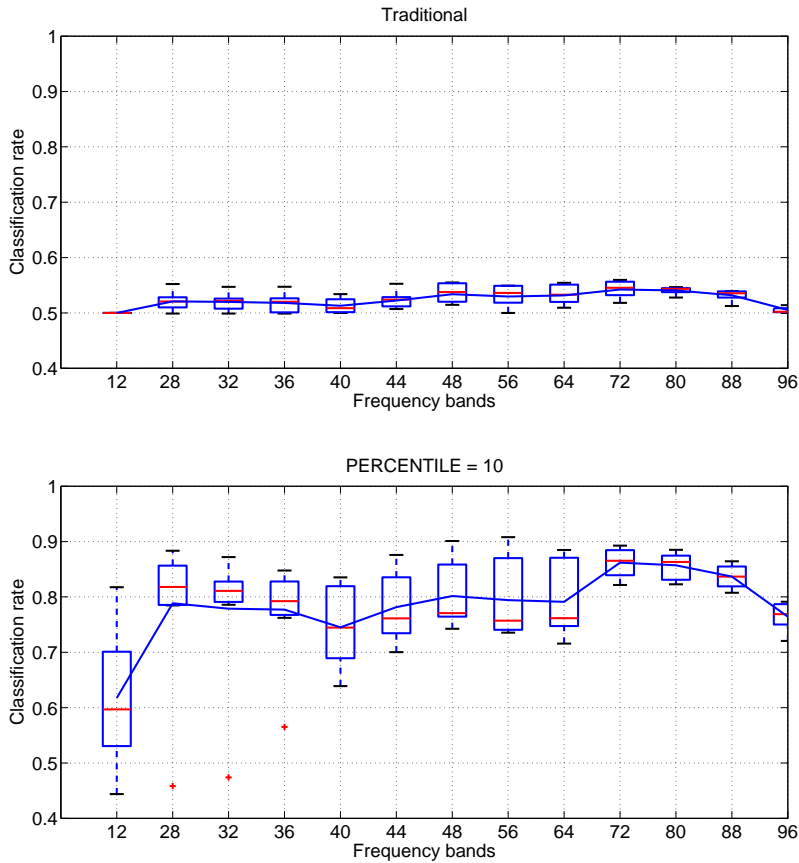 Traditional
1
0.9
0.8
0.7
0.6
0.5
0.4
Classification rate
12 28 32 36 40 44 48 56 64 72 80 88 96
Frequency bands
PERCENTILE = 10
1
0.9
0.8
0.7
0.6
0.5
0.4
Classification rate
12 28 32 36 40 44 48 56 64 72 80 88 96
Frequency bands